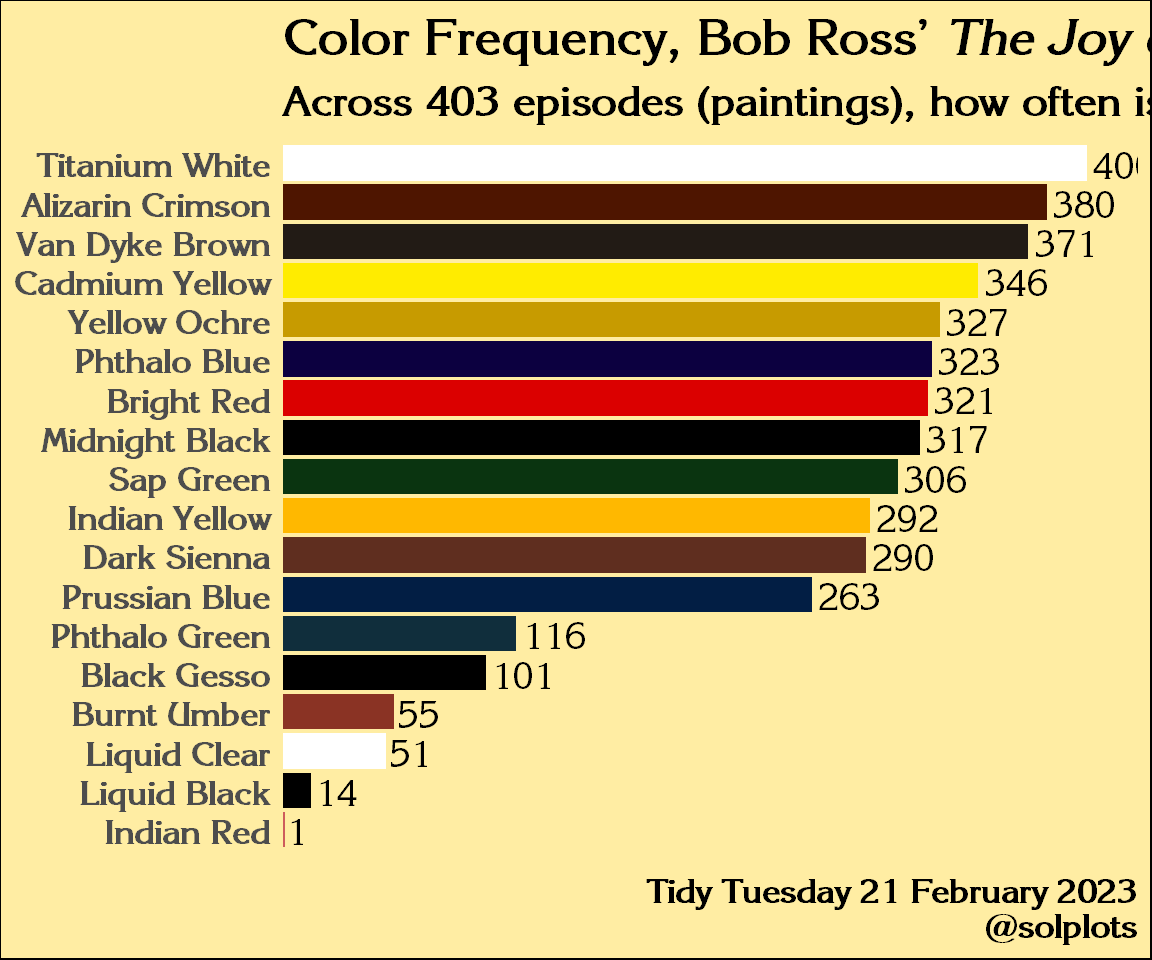 Color Frequency, Bob Ross’ The Joy
Across 403 episodes (paintings), how often
Titanium White
Alizarin Crimson 380
Van Dyke Brown 371
Cadmium Yellow 346
Yellow Ochre 327
Phthalo Blue 323
Bright Red 321
Midnight Black 317
Sap Green 306
Indian Yellow 292
Dark Sienna 290
Prussian Blue 263
Phthalo Green 116
Black Gesso 101
Burnt Umber 55
Liquid Clear 51
Liquid Black 14
Indian Red 1
Tidy Tuesday 21 February 2023
@solplots